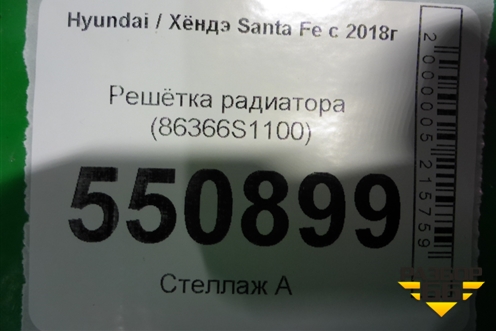 Hyundai / Хёндэ Santa Fe с 2018г
Решётка радиатора
(86366S1100)
550899
Стеллаж А
2000005215759